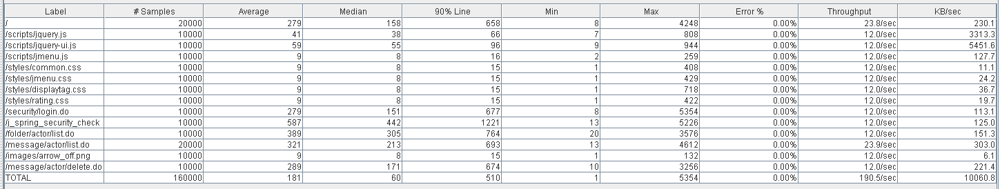 Label # Samples Average Median 90% Line Min Max Error % Throughput KB/sec
/ 20000 279 158 658 8 4248 0.00% 23.8/sec 230.1
/scripts/jquery.js 10000 41 38 66 7 808 0.00% 12.0/sec 3313.3
/scripts/jquery-ui.js 10000 59 55 96 9 944 0.00% 12.0/sec 5451.6
/scripts/jmenu.js 10000 9 8 16 2 259 0.00% 12.0/sec 127.7
/styles/common.css 10000 9 8 15 1 408 0.00% 12.0/sec 11.1
/styles/jmenu.css 10000 9 8 15 1 429 0.00% 12.0/sec 24.2
/styles/displaytag.css 10000 9 8 15 1 718 0.00% 12.0/sec 36.7
/styles/rating.css 10000 9 8 15 1 422 0.00% 12.0/sec 19.7
/security/login.do 10000 279 151 677 8 5354 0.00% 12.0/sec 113.1
/j_spring_security_check 10000 587 442 1221 13 5226 0.00% 12.0/sec 125.0
/folder/actor/list.do 10000 389 305 764 20 3576 0.00% 12.0/sec 151.3
/message/actor/list.do 20000 321 213 693 13 4612 0.00% 23.9/sec 303.0
/images/arrow_off.png 10000 9 8 15 1 132 0.00% 12.0/sec 6.1
/message/actor/delete.do 10000 289 171 674 10 3256 0.00% 12.0/sec 221.4
TOTAL 160000 181 60 510 1 5354 0.00% 190.5/sec 10060.8